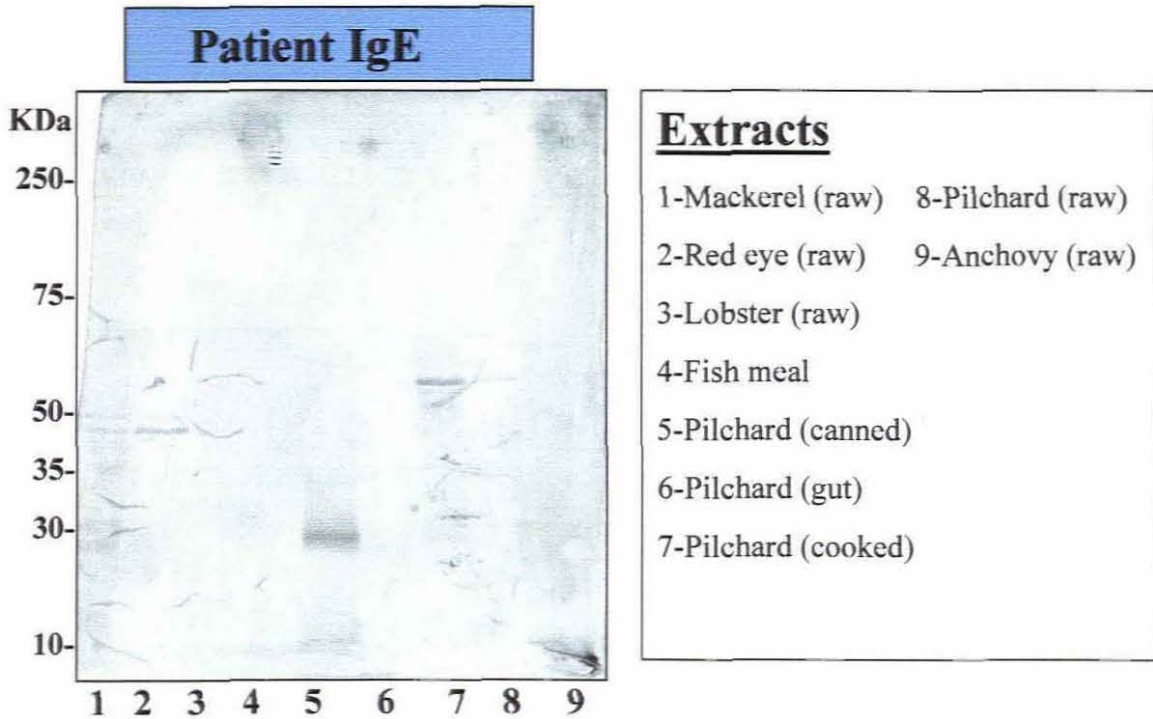 Patient IgE
KDa
250-
75-
50-
35-
30-
10-
1 2 3 4 5 6 7 8 9
Extracts
1-Mackerel (raw) 8-Pilchard (raw)
2-Red eye (raw) 9-Anchovy (raw)
3-Lobster (raw)
4-Fish meal
5-Pilchard (canned)
6-Pilchard (gut)
7-Pilchard (cooked)